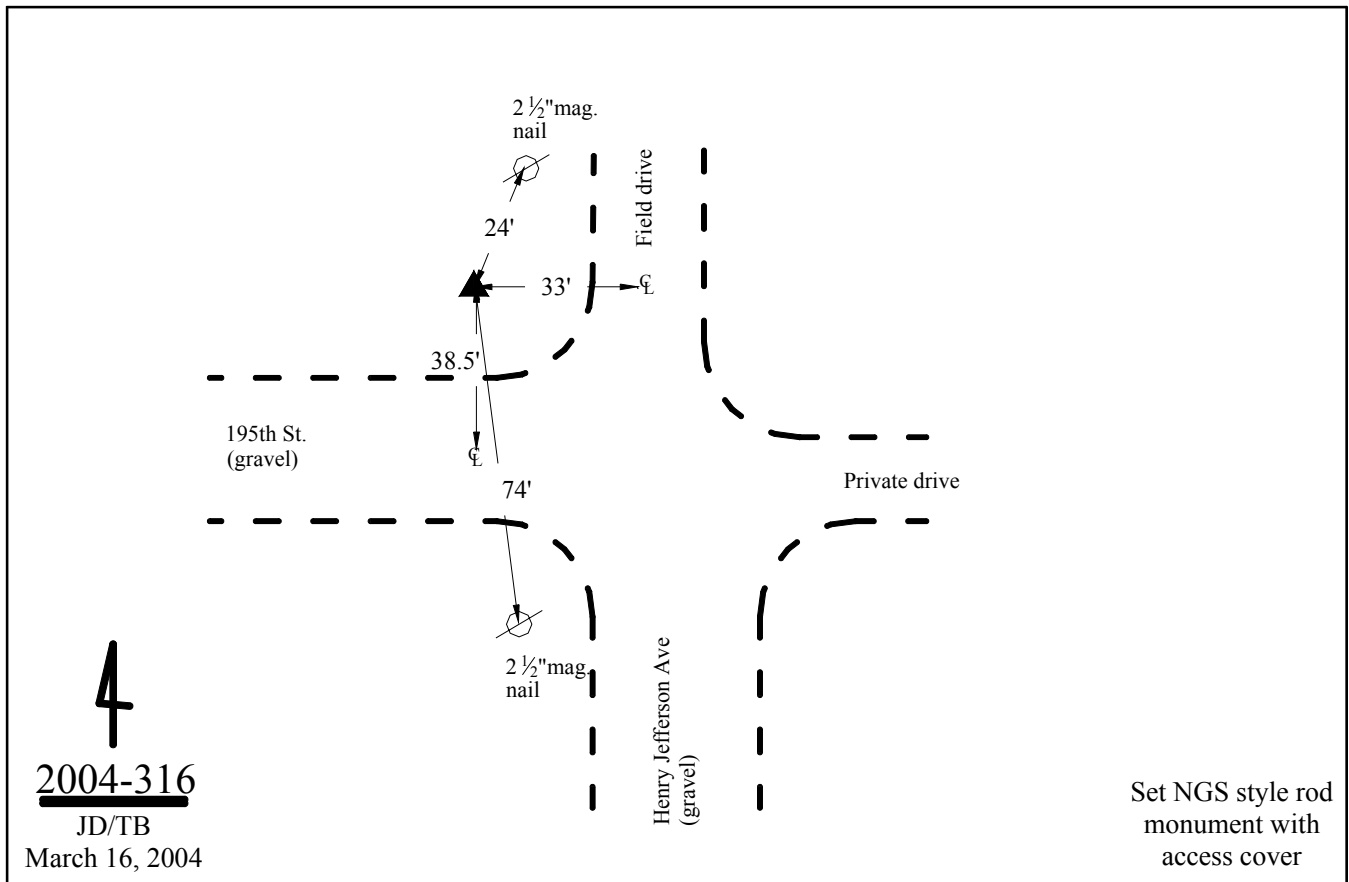 2 ½"mag.
nail
Field drive
24'
33'
℄
38.5'
195th St.
(gravel)
℄
74'
Private drive
2 ½"mag.
nail
Henry Jefferson Ave
(gravel)
2004-316
JD/TB
March 16, 2004
Set NGS style rod
monument with
access cover